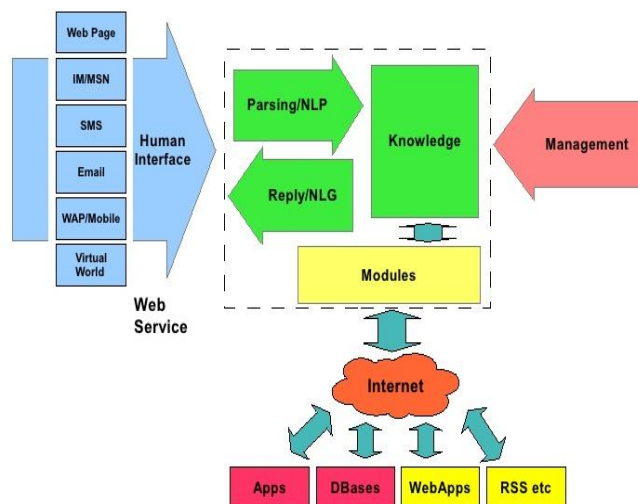 Web Page
IM/MSN
SMS
Email
WAP/Mobile
Virtual
World
Human
Interface
Web
Service
Parsing/NLP
Reply/NLG
Knowledge
Modules
Management
Internet
Apps
DBases
WebApps
RSS etc